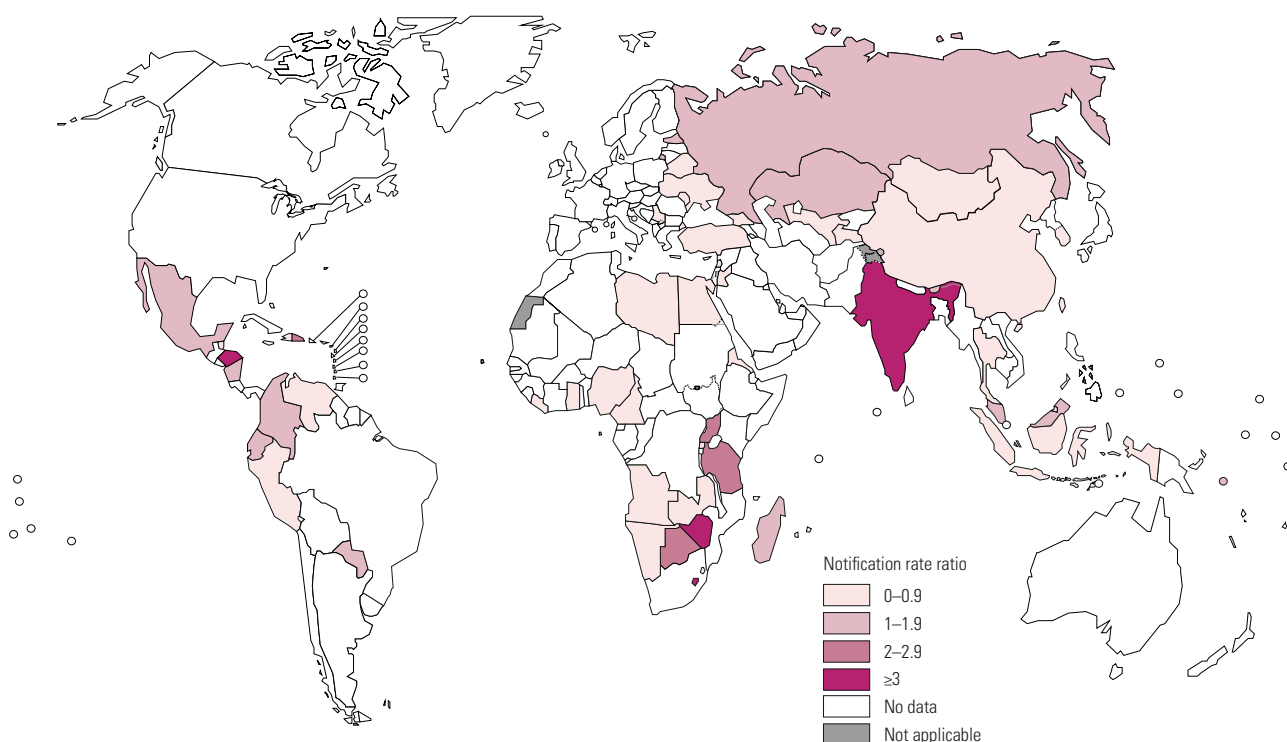 Notification rate ratio
0–0.9
1–1.9
2–2.9
≥3
No data
Not applicable